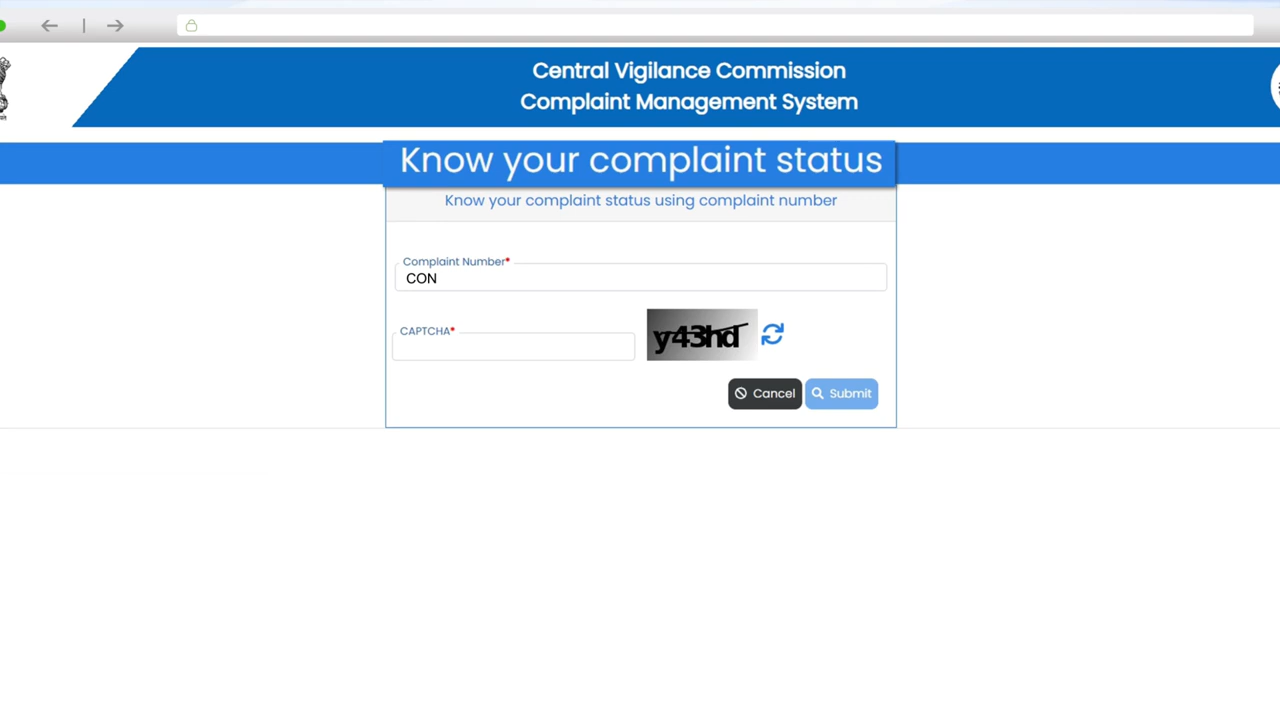 Central Vigilance Commission
Complaint Management System
Know your complaint status
Know your complaint status using complaint number
Complaint Number*
CON
CAPTCHA*
y43hd
Cancel
Submit